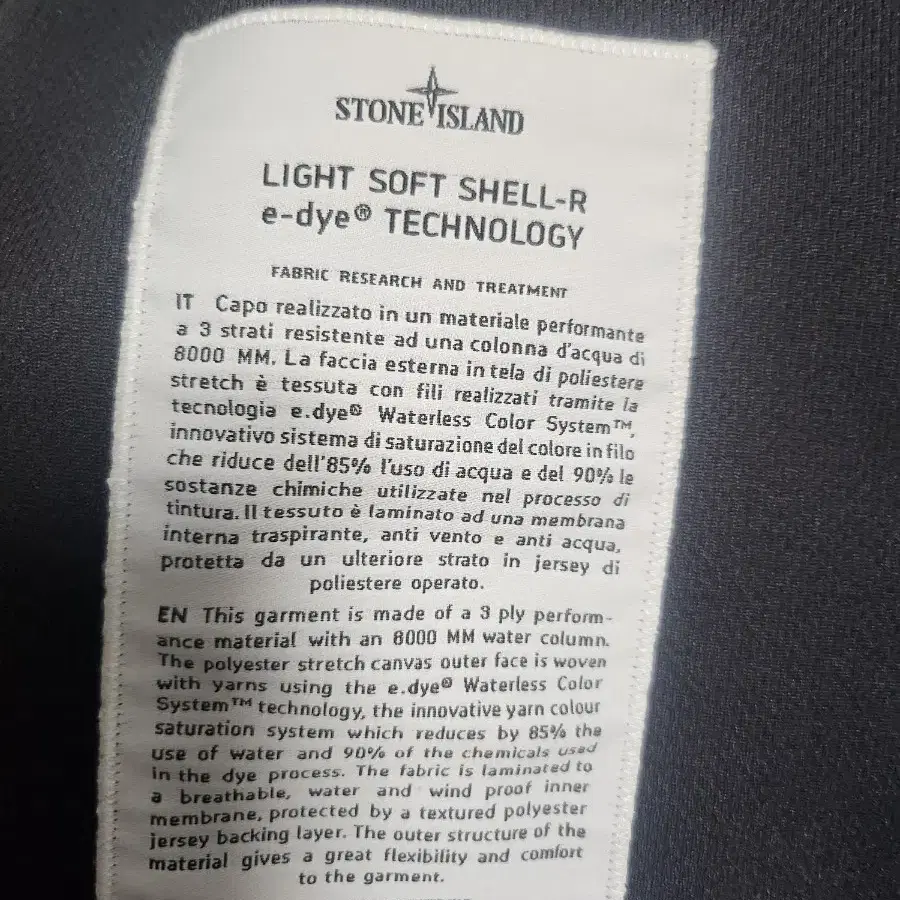 STONE ISLAND
LIGHT SOFT SHELL-R
e-dye® TECHNOLOGY
FABRIC RESEARCH AND TREATMENT
IT Capo realizzato in un materiale performante
a 3 strati resistente ad una colonna d'acqua di
8000 MM. La faccia esterna in tela di poliestere
stretch è tessuta con fili realizzati tramite la
tecnologia e.dye® Waterless Color System™,
innovativo sistema di saturazione del colore in filo
che riduce dell'85% l'uso di acqua e del 90% le
sostanze chimiche utilizzate nel processo di
tintura. Il tessuto è laminato ad una membrana
interna traspirante, anti vento e anti acqua,
protetta da un ulteriore strato in jersey di
poliestere operato.
EN This garment is made of a 3 ply perform-
ance material with an 8000 MM water column.
The polyester stretch canvas outer face is woven
with yarns using the e.dye® Waterless Color
System™ technology, the innovative yarn colour
saturation system which reduces by 85% the
use of water and 90% of the chemicals used
in the dye process. The fabric is laminated to
a breathable, water and wind proof inner
membrane, protected by a textured polyester
jersey backing layer. The outer structure of the
material gives a great flexibility and comfort
to the garment.